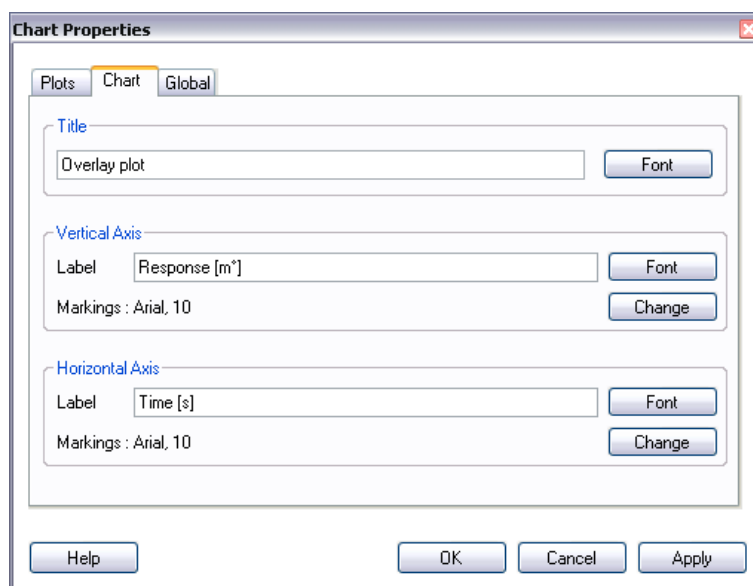 Chart Properties
Plots Chart Global
Title
Overlay plot Font
Vertical Axis
Label Response [m°] Font
Markings : Arial, 10 Change
Horizontal Axis
Label Time [s] Font
Markings : Arial, 10 Change
Help OK Cancel Apply